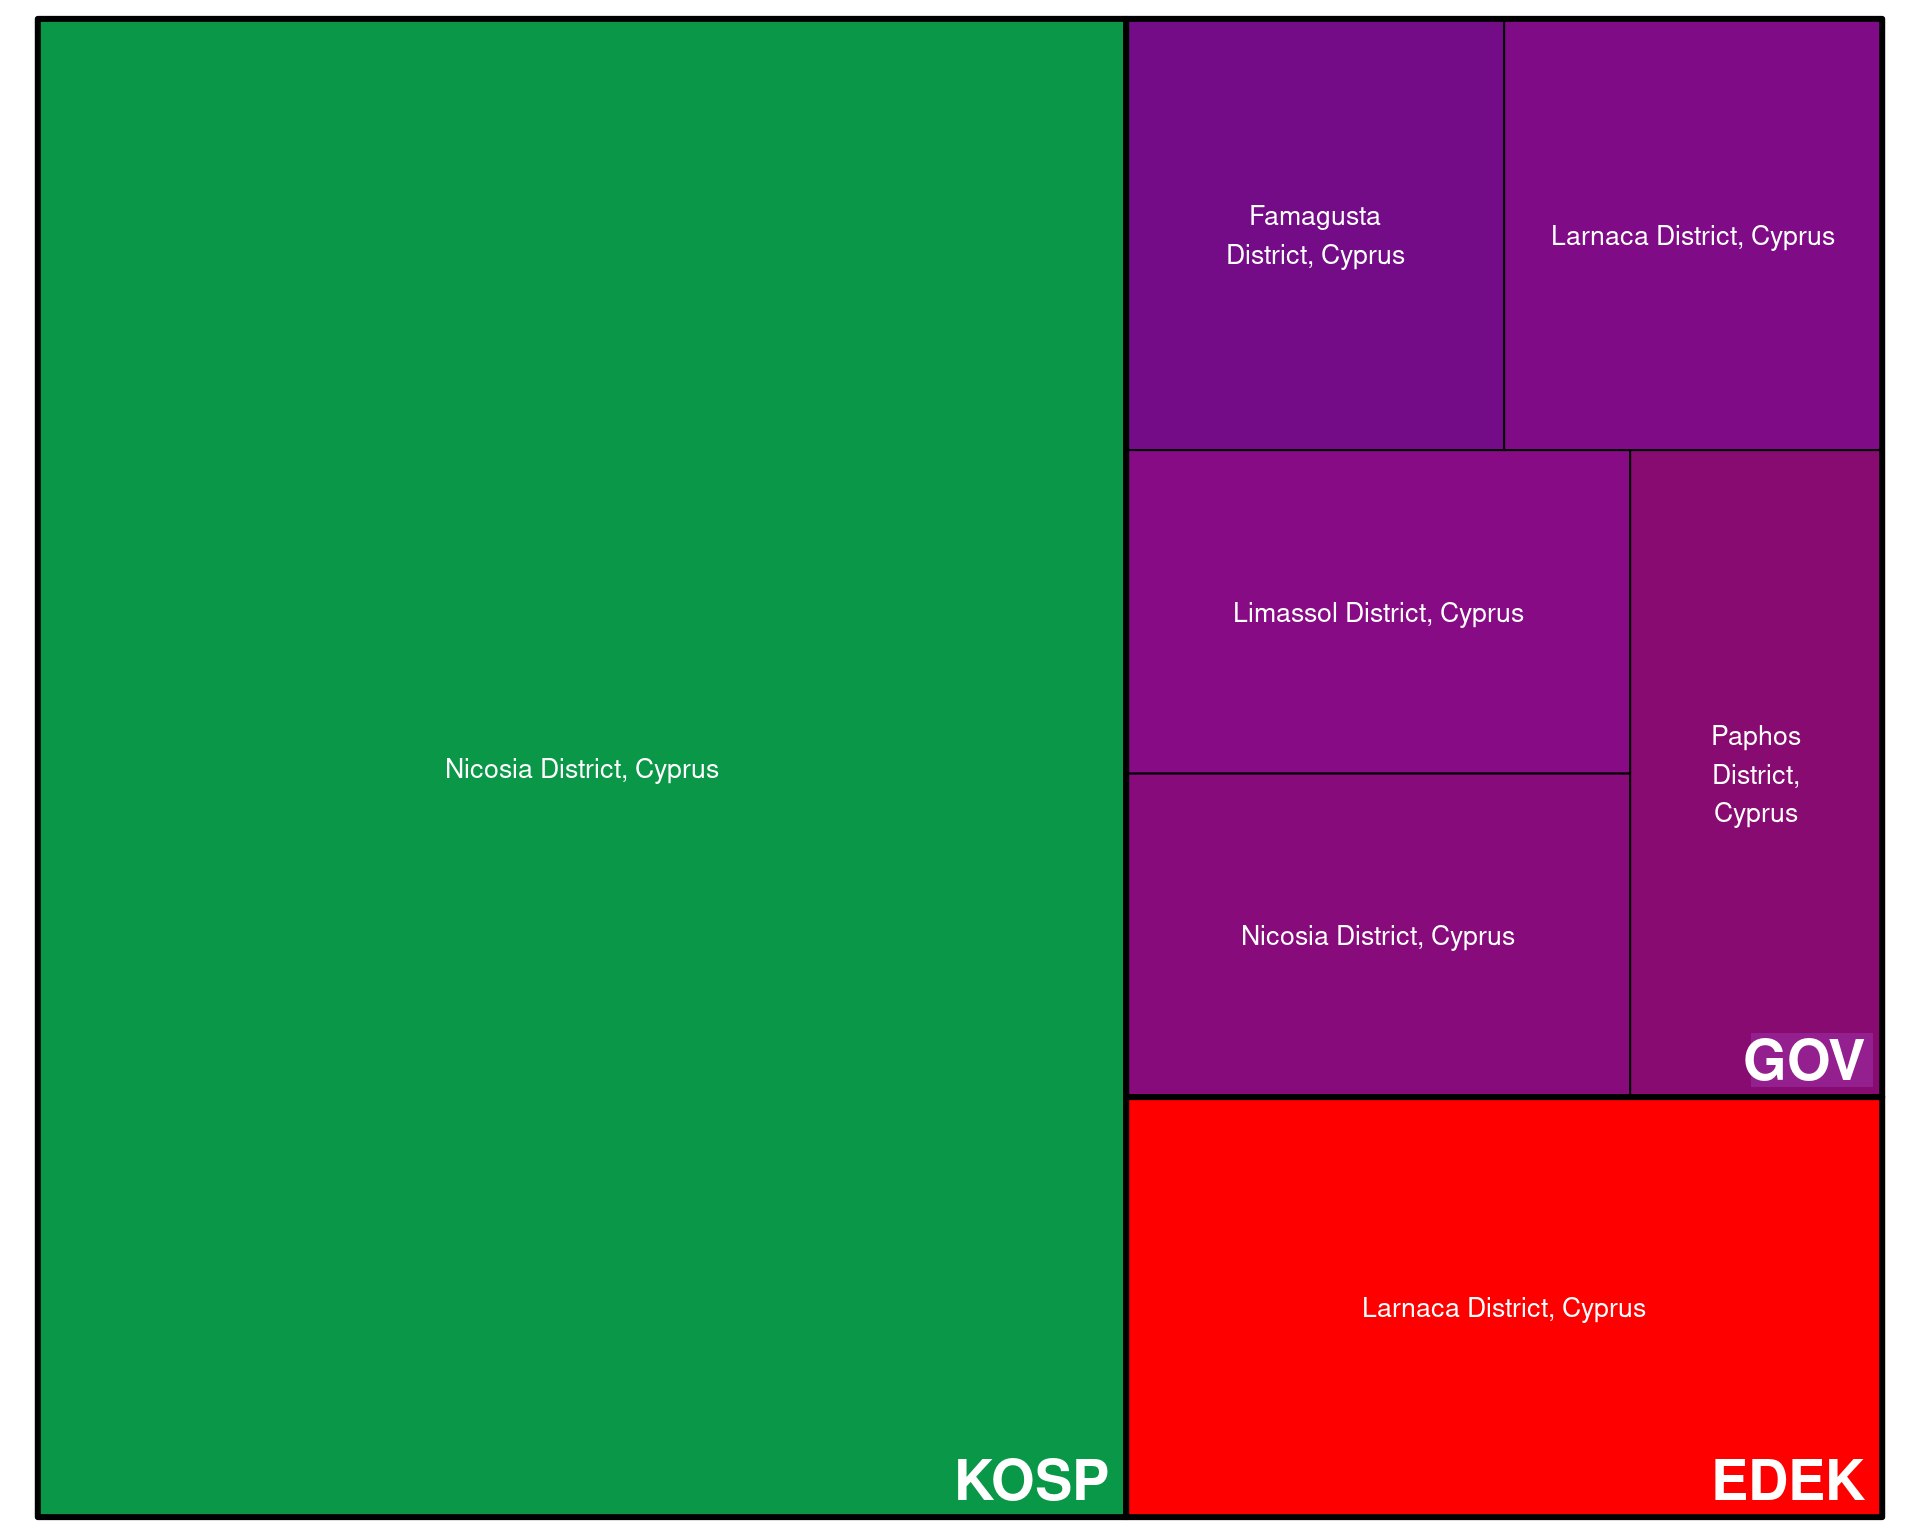 Nicosia District, Cyprus
KOSP
Famagusta
District, Cyprus
Larnaca District, Cyprus
Limassol District, Cyprus
Nicosia District, Cyprus
Paphos
District,
Cyprus
GOV
Larnaca District, Cyprus
EDEK